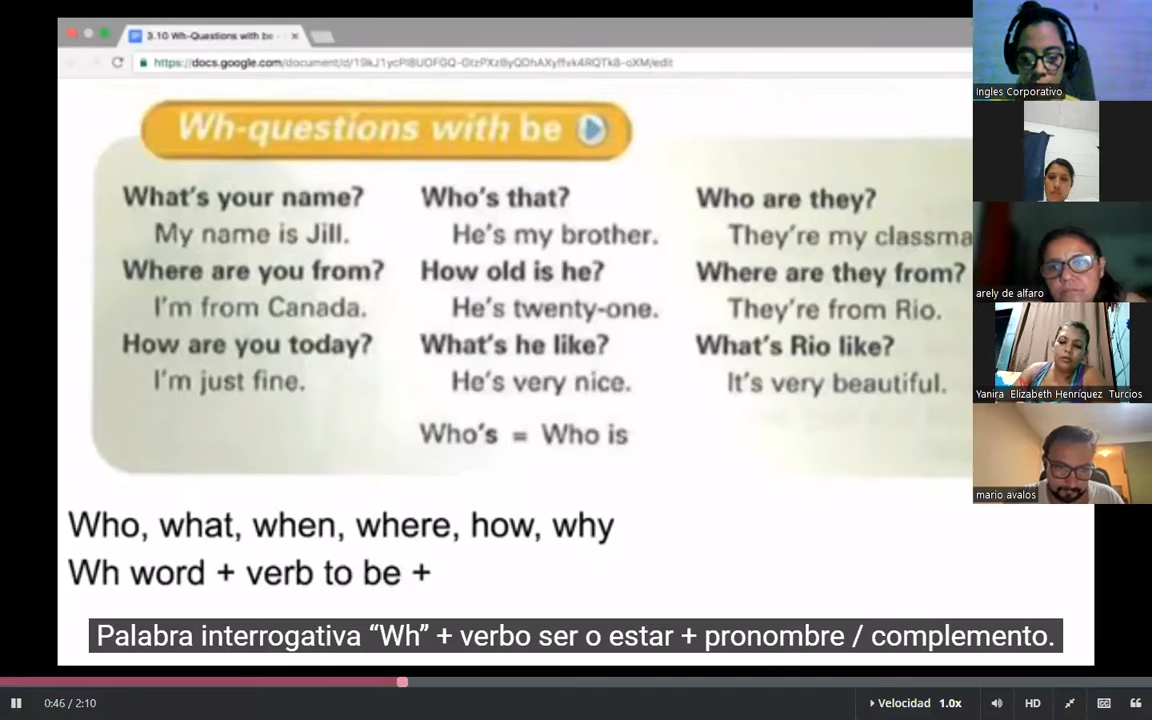 3.10 Wh-Questions with be -
Ingles Corporativo
Wh-questions with be
What's your name?
My name is Jill.
Where are you from?
I'm from Canada.
How are you today?
I'm just fine.
Who's that?
He's my brother.
How old is he?
He's twenty-one.
What's he like?
He's very nice.
Who's = Who is
Who are they?
They're my classma
Where are they from?
They're from Rio.
What's Rio like?
It's very beautiful.
arely de alfaro
Yanira Elizabeth Henríquez Turcios
mario avalos
Who, what, when, where, how, why
Wh word + verb to be +
Palabra interrogativa “Wh” + verbo ser o estar + pronombre / complemento.
0:46 / 2:10
Velocidad 1.0x
HD